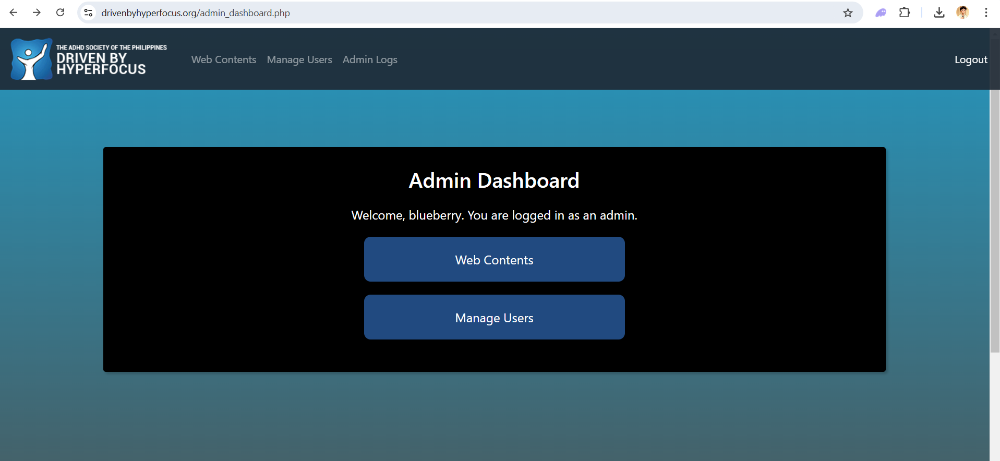 drivenbyhyperfocus.org/admin_dashboard.php
THE ADHD SOCIETY OF THE PHILIPPINES
DRIVEN BY
HYPERFOCUS
Web Contents
Manage Users
Admin Logs
Logout
Admin Dashboard
Welcome, blueberry. You are logged in as an admin.
Web Contents
Manage Users